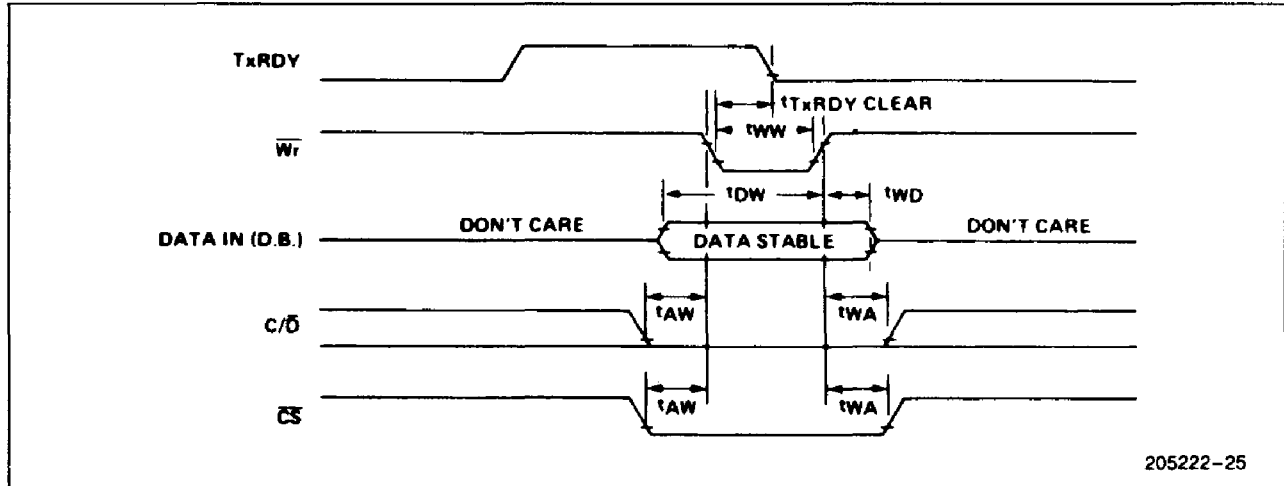 TxRDY
tTxRDY CLEAR
tWW
Wr
tDW
tWD
DON'T CARE
DON'T CARE
DATA IN (D.B.)
DATA STABLE
tAW
tWA
C/D
tAW
tWA
CS
205222-25